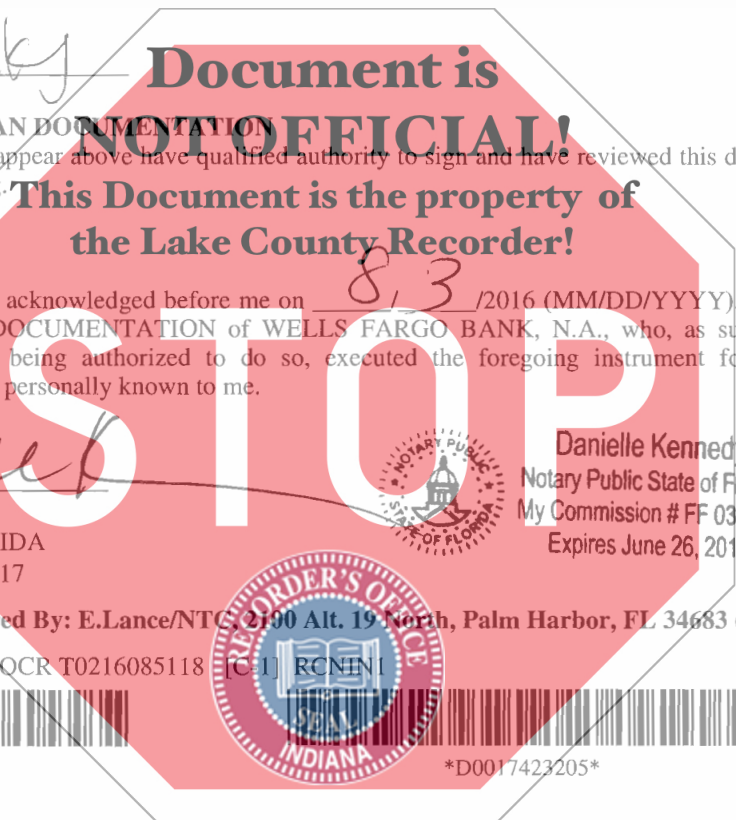 Document is
AN DOCUMENTATION
NOT OFFICIAL!
appear above have qualified authority to sign and have reviewed this d
This Document is the property of
the Lake County Recorder!
acknowledged before me on 8/3/2016 (MM/DD/YYYY)
DOCUMENTATION of WELLS FARGO BANK, N.A., who, as su
being authorized to do so, executed the foregoing instrument fo
personally known to me.
STOP
NOTARY PUBLIC
STATE OF FLORIDA
Danielle Kenned
Notary Public State of F
My Commission # FF 03
Expires June 26, 201
IDA
17
ed By: E.Lance/NTC, 2100 Alt. 19 North, Palm Harbor, FL 34683
OCR T0216085118 [C-1] RCNIN1
RECORDER'S OFFICE
SEAL
INDIANA
*D0017423205*